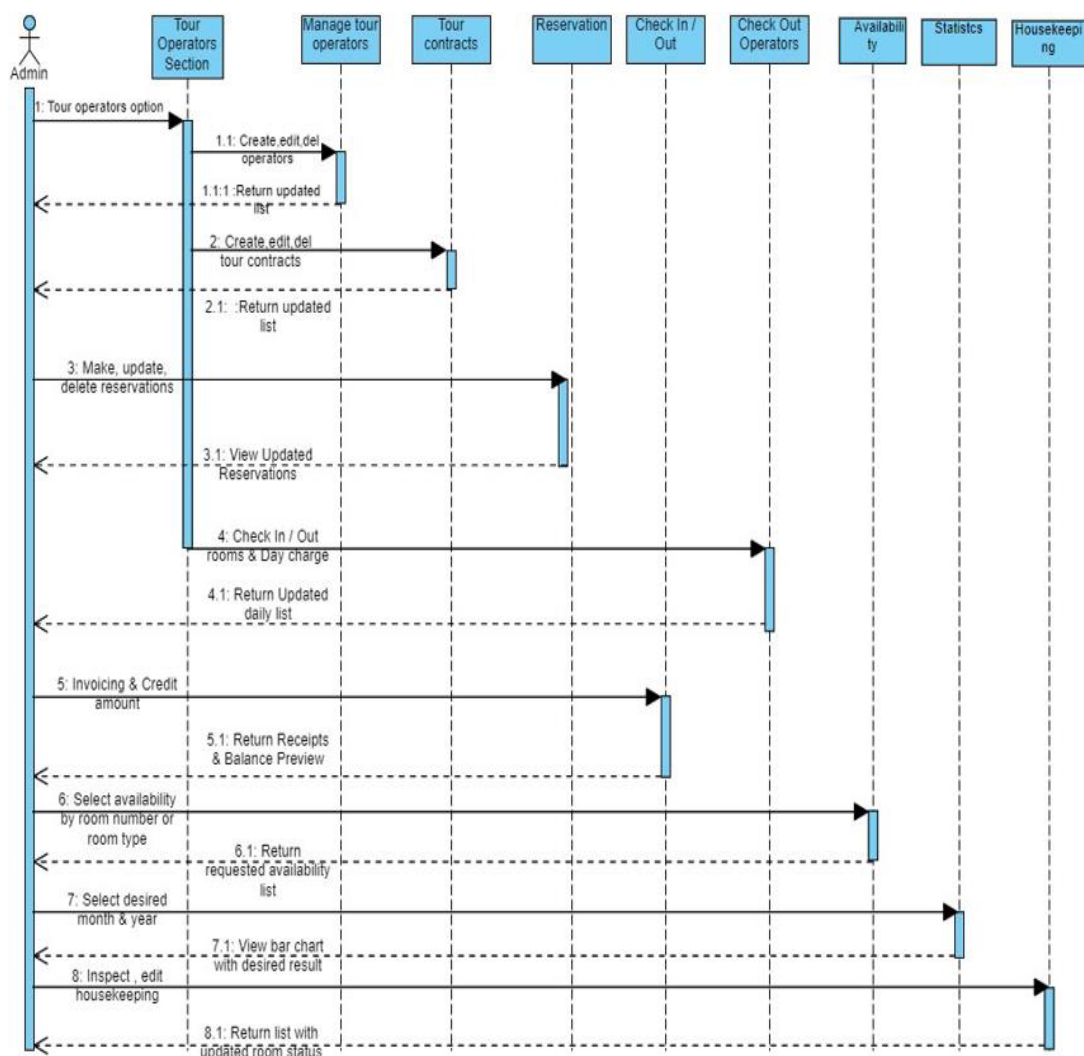 Tour
Operators
Section
Manage tour
operators
Tour
contracts
Reservation
Check In /
Out
Check Out
Operators
Availabili
ty
Statistcs
Housekeepi
ng
Admin
1: Tour operators option
1.1: Create,edit,del
operators
1.1:1 :Return updated
list
2: Create,edit,del
tour contracts
2.1:  :Return updated
list
3: Make, update,
delete reservations
3.1: View Updated
Reservations
4: Check In / Out
rooms & Day charge
4.1: Return Updated
daily list
5: Invoicing & Credit
amount
5.1: Return Receipts
& Balance Preview
6: Select availability
by room number or
room type
6.1: Return
requested availability
list
7: Select desired
month & year
7.1: View bar chart
with desired result
8: Inspect , edit
housekeeping
8.1: Return list with
updated room status